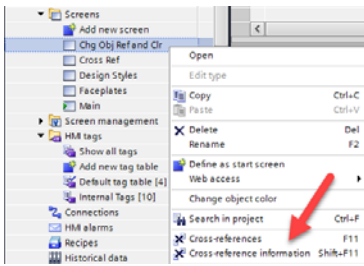 Screens
Add new screen
Chg Obj Ref and Clr
Cross Ref
Design Styles
Faceplates
Main
Screen management
HMI tags
Show all tags
Add new tag table
Default tag table [4]
Internal Tags [10]
Connections
HMI alarms
Recipes
Historical data
Open
Edit type
Copy Ctrl+C
Paste Ctrl+V
Delete Del
Rename F2
Define as start screen
Web access
Change object color
Search in project Ctrl+F
Cross-references F11
Cross-reference information Shift+F11